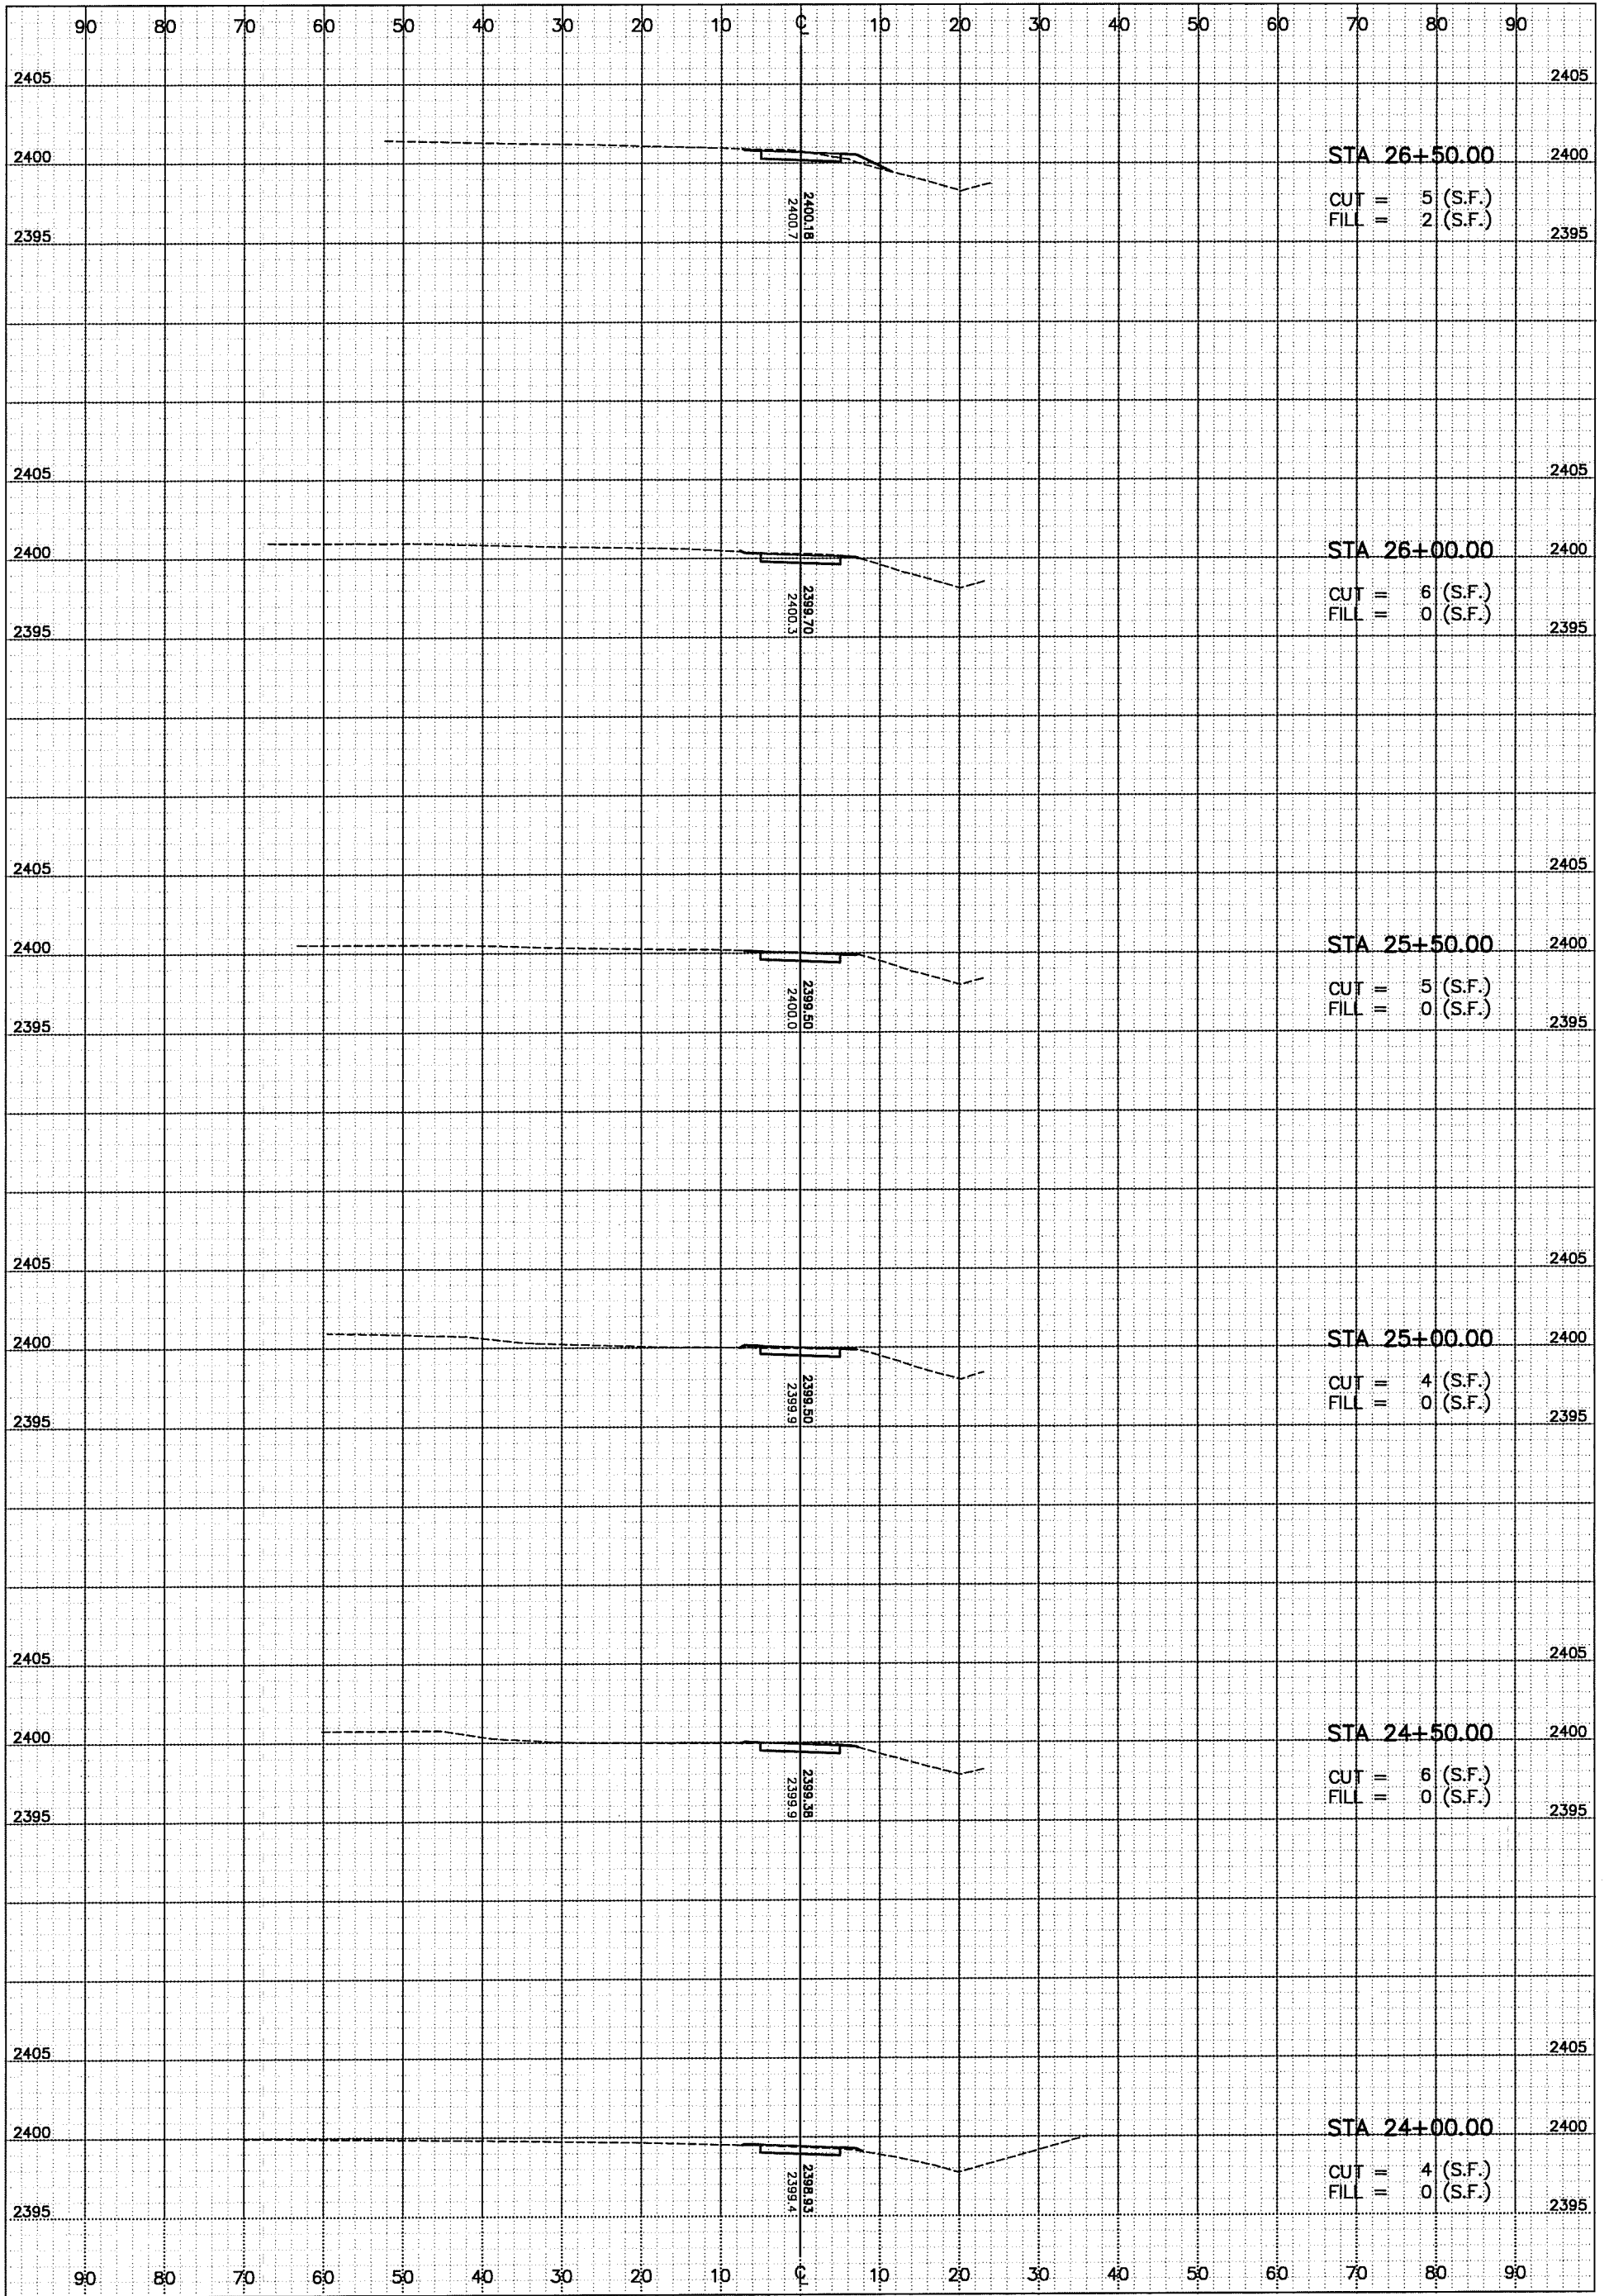 90 80 70 60 50 40 30 20 10 ℄ 10 20 30 40 50 60 70 80 90
2405 2405
2400 STA 26+50.00 2400
CUT = 5 (S.F.)
FILL = 2 (S.F.)
2400.18
2400.7
2395 2395
2405 2405
2400 STA 26+00.00 2400
CUT = 6 (S.F.)
FILL = 0 (S.F.)
2399.70
2400.3
2395 2395
2405 2405
2400 STA 25+50.00 2400
CUT = 5 (S.F.)
FILL = 0 (S.F.)
2399.50
2400.0
2395 2395
2405 2405
2400 STA 25+00.00 2400
CUT = 4 (S.F.)
FILL = 0 (S.F.)
2399.50
2399.9
2395 2395
2405 2405
2400 STA 24+50.00 2400
CUT = 6 (S.F.)
FILL = 0 (S.F.)
2399.38
2399.9
2395 2395
2405 2405
2400 STA 24+00.00 2400
CUT = 4 (S.F.)
FILL = 0 (S.F.)
2398.93
2399.4
2395 2395
90 80 70 60 50 40 30 20 10 ℄ 10 20 30 40 50 60 70 80 90